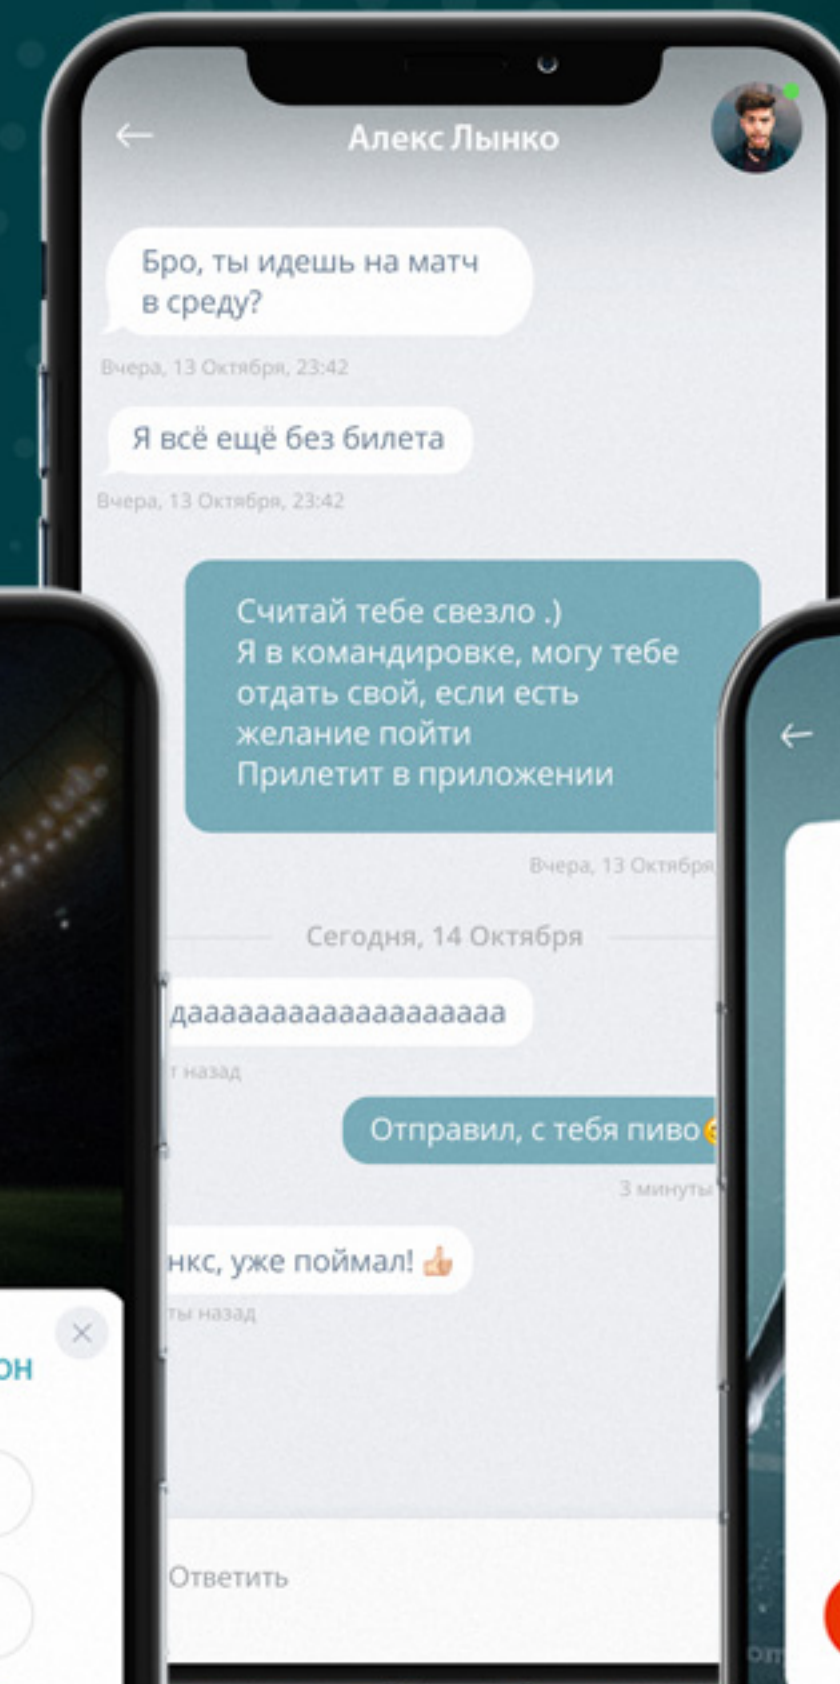 Алекс Лынко
Бро, ты идешь на матч
в среду?
Вчера, 13 Октября, 23:42
Я всё ещё без билета
Вчера, 13 Октября, 23:42
Считай тебе свезло .)
Я в командировке, могу тебе
отдать свой, если есть
желание пойти
Прилетит в приложении
Вчера, 13 Октября,
Сегодня, 14 Октября
дааааааааааааааааааа
назад
Отправил, с тебя пиво
3 минуты
нкс, уже поймал! 👍
ты назад
он
Ответить